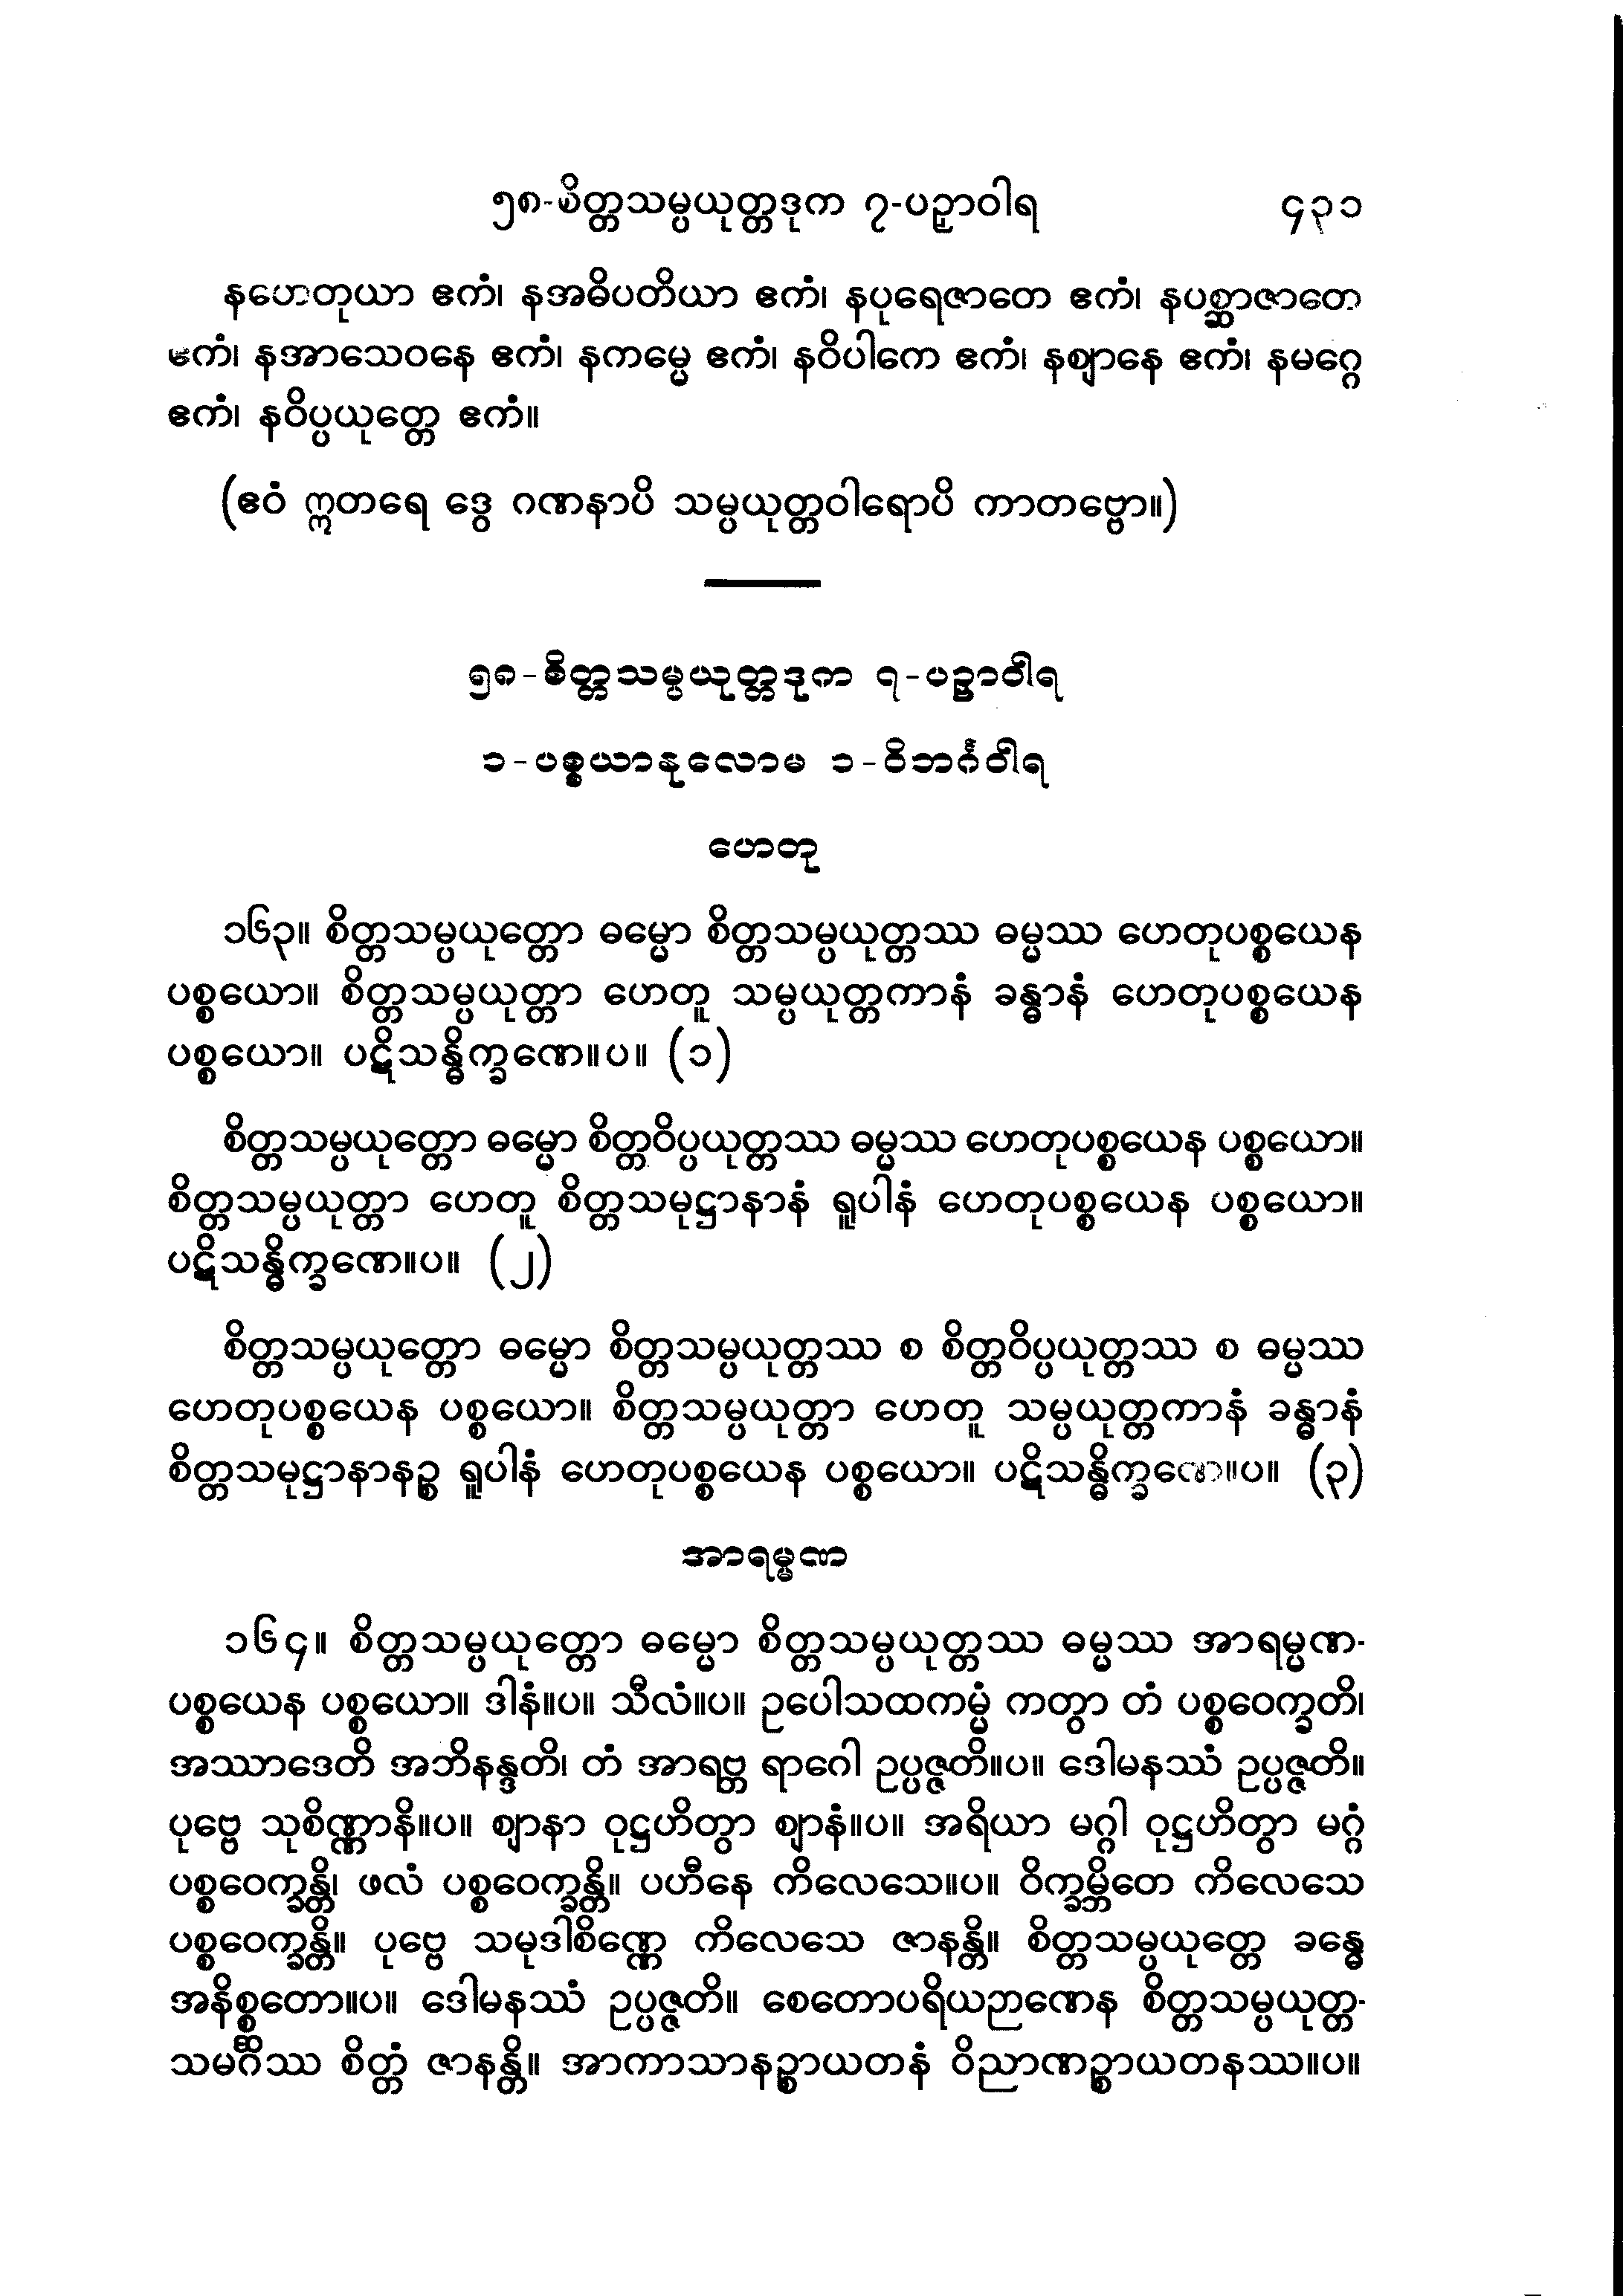 ၅၈-စိတ္တသမ္ပယုတ္တဒုက ၇-ပဉှာဝါရ ၄၃၁
နဟေတုယာ ဧကံ၊ နအဓိပတိယာ ဧကံ၊ နပုရေဇာတေ ဧကံ၊ နပစ္ဆာဇာတေ
ဧကံ၊ နအာသေဝနေ ဧကံ၊ နကမ္မေ ဧကံ၊ နဝိပါကေ ဧကံ၊ နဈာနေ ဧကံ၊ နမဂ္ဂေ
ဧကံ၊ နဝိပ္ပယုတ္တေ ဧကံ။
(ဧဝံ ဣတရေ ဒွေ ဂဏနာပိ သမ္ပယုတ္တဝါရောပိ ကာတဗ္ဗော။)
၅၈-စိတ္တသမ္ပယုတ္တဒုက ၇-ပဉှာဝါရ
၁-ပစ္စယာနုလောမ ၁-ဝိဘင်္ဂဝါရ
ဟေတု
၁၆၃။ စိတ္တသမ္ပယုတ္တော ဓမ္မော စိတ္တသမ္ပယုတ္တဿ ဓမ္မဿ ဟေတုပစ္စယေန
ပစ္စယော။ စိတ္တသမ္ပယုတ္တာ ဟေတူ သမ္ပယုတ္တကာနံ ခန္ဓာနံ ဟေတုပစ္စယေန
ပစ္စယော။ ပဋိသန္ဓိက္ခဏေ။ပ။ (၁)
စိတ္တသမ္ပယုတ္တော ဓမ္မော စိတ္တဝိပ္ပယုတ္တဿ ဓမ္မဿ ဟေတုပစ္စယေန ပစ္စယော။
စိတ္တသမ္ပယုတ္တာ ဟေတူ စိတ္တသမုဋ္ဌာနာနံ ရူပါနံ ဟေတုပစ္စယေန ပစ္စယော။
ပဋိသန္ဓိက္ခဏေ။ပ။ (၂)
စိတ္တသမ္ပယုတ္တော ဓမ္မော စိတ္တသမ္ပယုတ္တဿ စ စိတ္တဝိပ္ပယုတ္တဿ စ ဓမ္မဿ
ဟေတုပစ္စယေန ပစ္စယော။ စိတ္တသမ္ပယုတ္တာ ဟေတူ သမ္ပယုတ္တကာနံ ခန္ဓာနံ
စိတ္တသမုဋ္ဌာနာနဉ္စ ရူပါနံ ဟေတုပစ္စယေန ပစ္စယော။ ပဋိသန္ဓိက္ခဏေ။ပ။ (၃)
အာရမ္မဏ
၁၆၄။ စိတ္တသမ္ပယုတ္တော ဓမ္မော စိတ္တသမ္ပယုတ္တဿ ဓမ္မဿ အာရမ္မဏ-
ပစ္စယေန ပစ္စယော။ ဒါနံ။ပ။ သီလံ။ပ။ ဥပေါသထကမ္မံ ကတွာ တံ ပစ္စဝေက္ခတိ၊
အဿာဒေတိ အဘိနန္ဒတိ၊ တံ အာရဗ္ဘ ရာဂေါ ဥပ္ပဇ္ဇတိ။ပ။ ဒေါမနဿံ ဥပ္ပဇ္ဇတိ။
ပုဗ္ဗေ သုစိဏ္ဏာနိ။ပ။ ဈာနာ ဝုဋ္ဌဟိတွာ ဈာနံ။ပ။ အရိယာ မဂ္ဂါ ဝုဋ္ဌဟိတွာ မဂ္ဂံ
ပစ္စဝေက္ခန္တိ၊ ဖလံ ပစ္စဝေက္ခန္တိ။ ပဟီနေ ကိလေသေ။ပ။ ဝိက္ခမ္ဘိတေ ကိလေသေ
ပစ္စဝေက္ခန္တိ။ ပုဗ္ဗေ သမုဒါစိဏ္ဏေ ကိလေသေ ဇာနန္တိ။ စိတ္တသမ္ပယုတ္တေ ခန္ဓေ
အနိစ္စတော။ပ။ ဒေါမနဿံ ဥပ္ပဇ္ဇတိ။ စေတောပရိယဉာဏေန စိတ္တသမ္ပယုတ္တ-
သမင်္ဂိဿ စိတ္တံ ဇာနန္တိ။ အာကာသာနဉ္စာယတနံ ဝိညာဏဉ္စာယတနဿ။ပ။